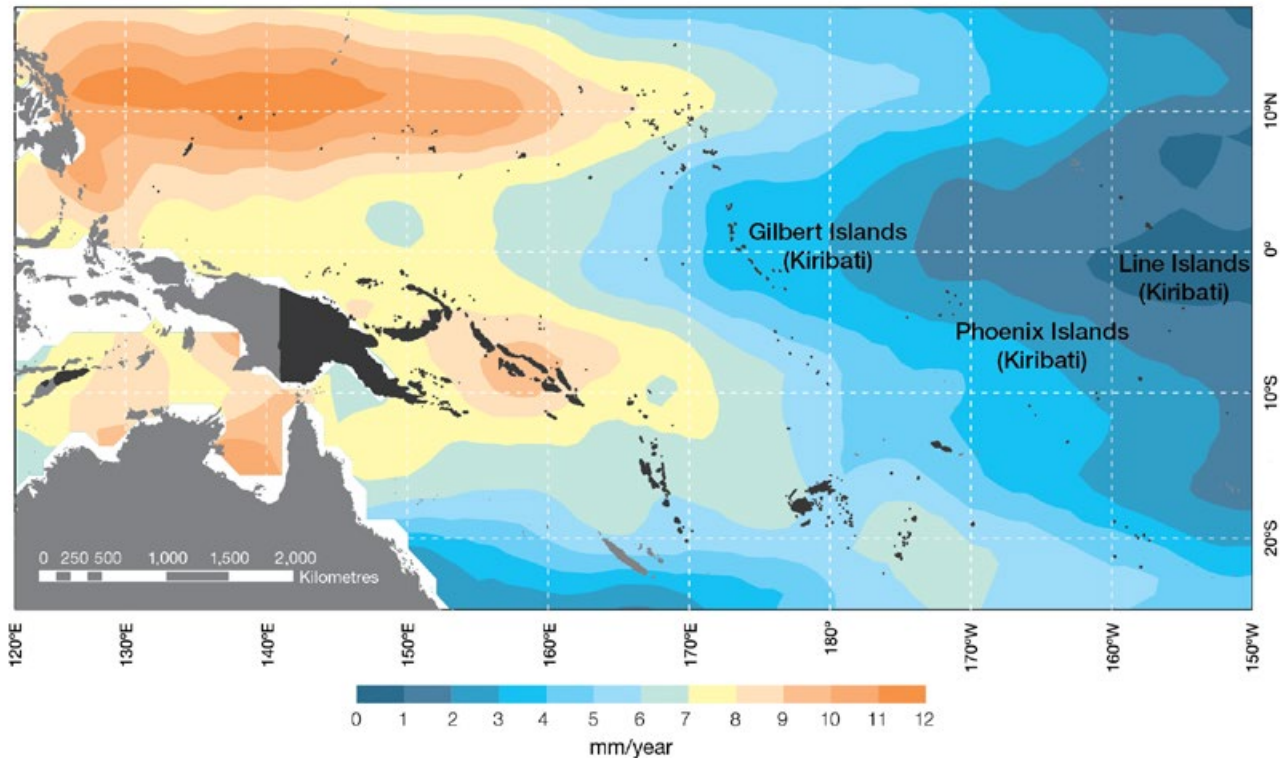 10°N
Gilbert Islands
(Kiribati)
0°
Line Islands
(Kiribati)
Phoenix Islands
(Kiribati)
10°S
20°S
0 250 500 1,000 1,500 2,000
Kilometres
120°E 130°E 140°E 150°E 160°E 170°E 180° 170°W 160°W 150°W
0 1 2 3 4 5 6 7 8 9 10 11 12
mm/year